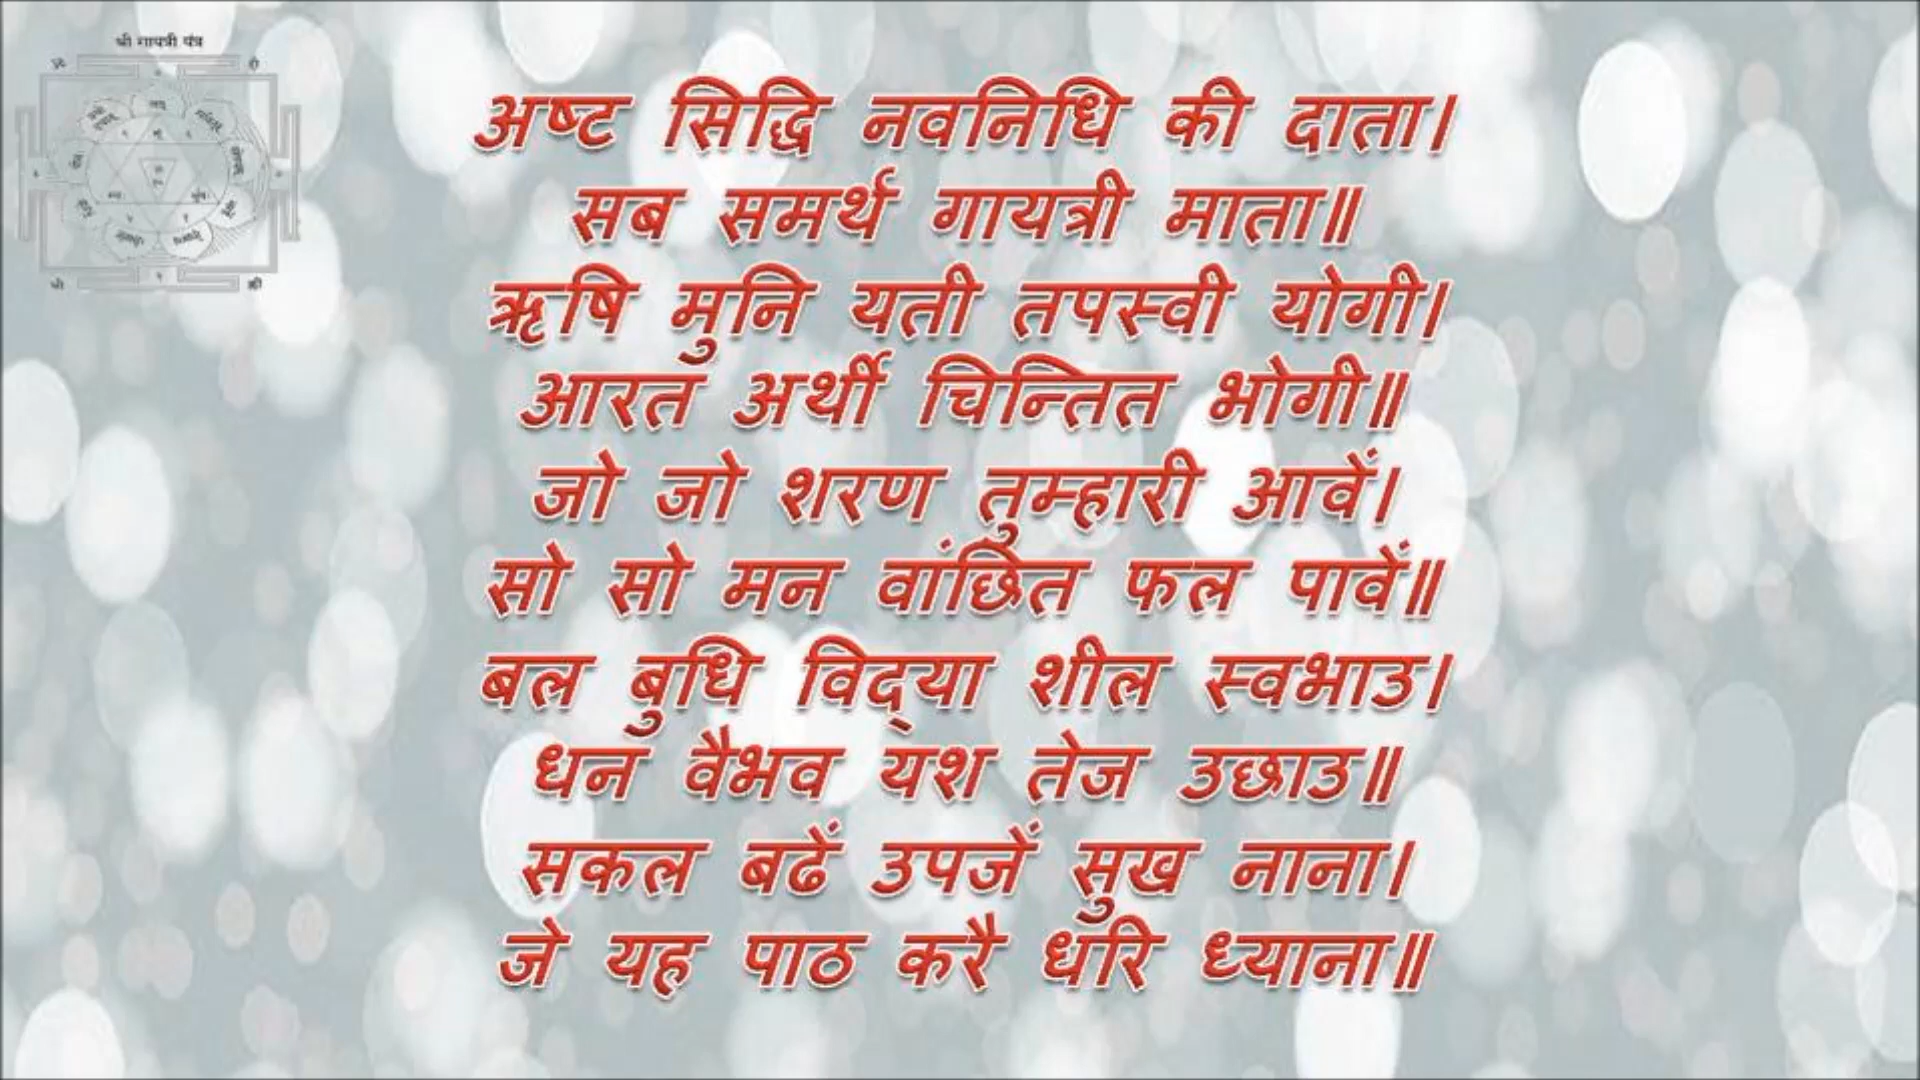 श्री गायत्री यंत्र
अष्ट सिद्धि नवनिधि की दाता।
सब समर्थ गायत्री माता॥
ऋषि मुनि यती तपस्वी योगी।
आरत अर्थी चिन्तित भोगी॥
जो जो शरण तुम्हारी आवें।
सो सो मन वांछित फल पावें॥
बल बुधि विद्‌या शील स्वभाउ।
धन वैभव यश तेज उछाउ॥
सकल बढें उपजें सुख नाना।
जे यह पाठ करै धरि ध्याना॥